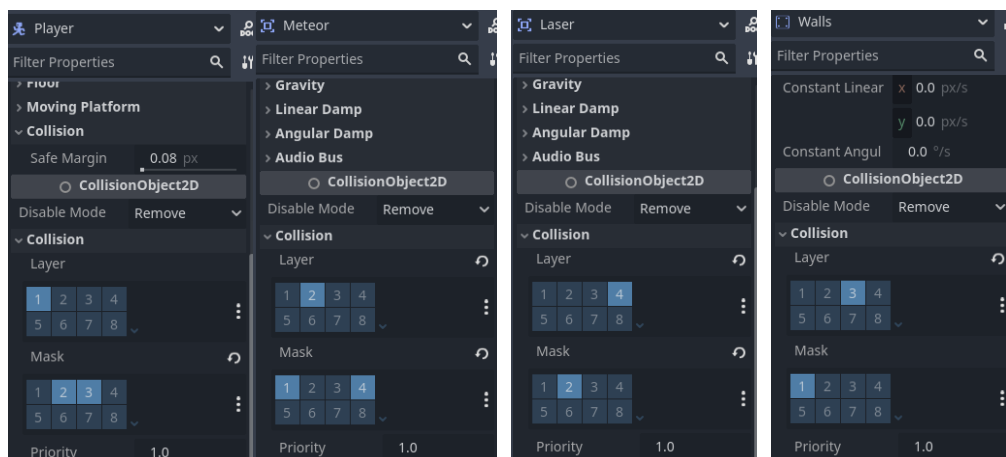 Player
Filter Properties
Floor
Moving Platform
Collision
Safe Margin 0.08 px
CollisionObject2D
Disable Mode Remove
Collision
Layer
1 2 3 4
5 6 7 8
Mask
1 2 3 4
5 6 7 8
Priority 1.0
Meteor
Filter Properties
Gravity
Linear Damp
Angular Damp
Audio Bus
CollisionObject2D
Disable Mode Remove
Collision
Layer
1 2 3 4
5 6 7 8
Mask
1 2 3 4
5 6 7 8
Priority 1.0
Laser
Filter Properties
Gravity
Linear Damp
Angular Damp
Audio Bus
CollisionObject2D
Disable Mode Remove
Collision
Layer
1 2 3 4
5 6 7 8
Mask
1 2 3 4
5 6 7 8
Priority 1.0
Walls
Filter Properties
Constant Linear x 0.0 px/s
y 0.0 px/s
Constant Angul 0.0 °/s
CollisionObject2D
Disable Mode Remove
Collision
Layer
1 2 3 4
5 6 7 8
Mask
1 2 3 4
5 6 7 8
Priority 1.0